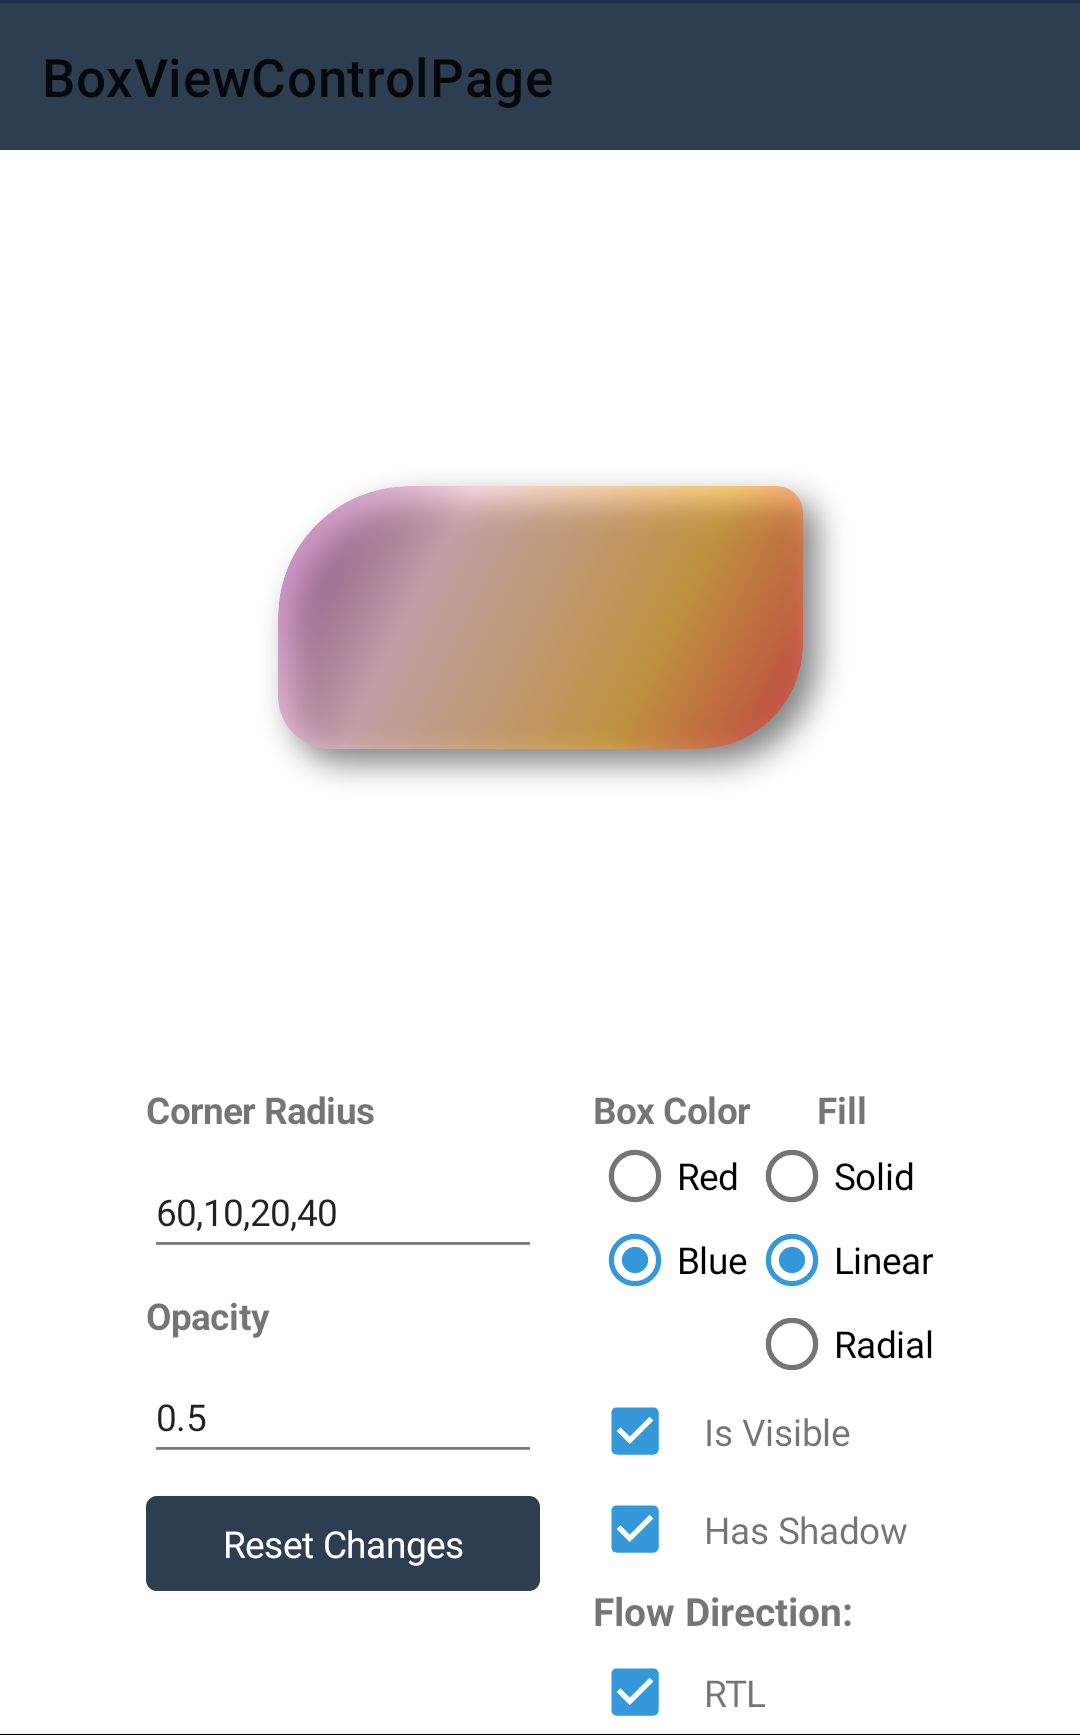 BoxViewControlPage
Corner Radius
60,10,20,40
Opacity
0.5
Reset Changes
Box Color
Fill
Red
Solid
Blue
Linear
Radial
Is Visible
Has Shadow
Flow Direction:
RTL